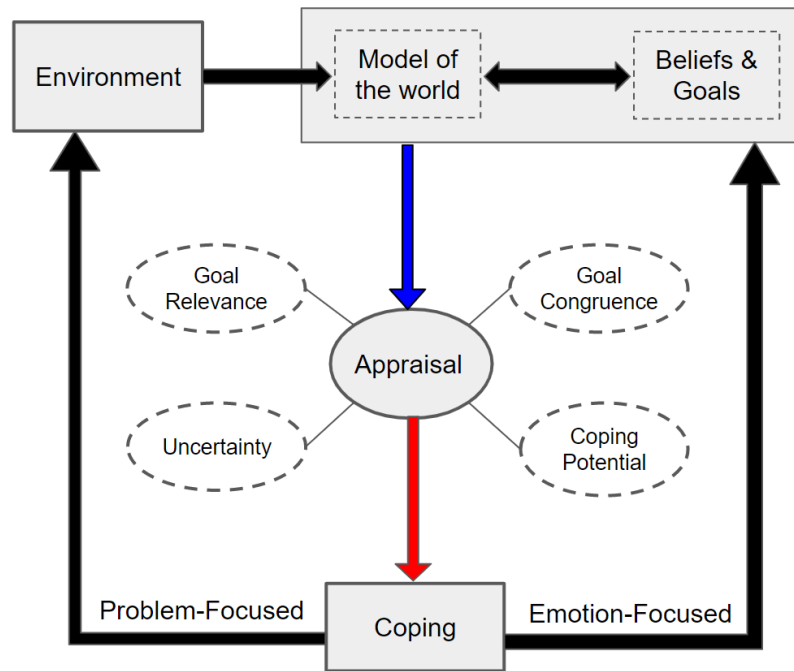 Environment
Model of
the world
Beliefs &
Goals
Goal
Relevance
Goal
Congruence
Appraisal
Uncertainty
Coping
Potential
Problem-Focused
Coping
Emotion-Focused